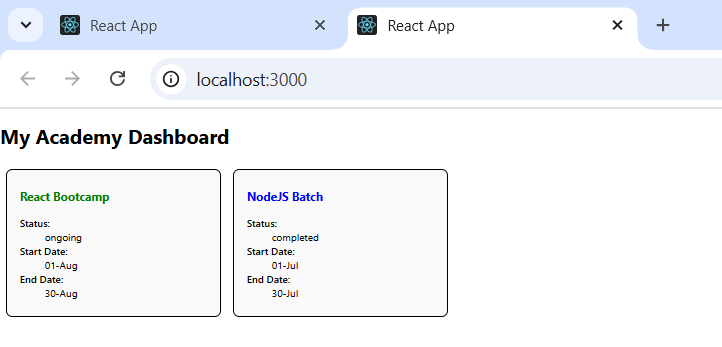 React App
React App
localhost:3000
My Academy Dashboard
React Bootcamp
Status:
ongoing
Start Date:
01-Aug
End Date:
30-Aug
NodeJS Batch
Status:
completed
Start Date:
01-Jul
End Date:
30-Jul